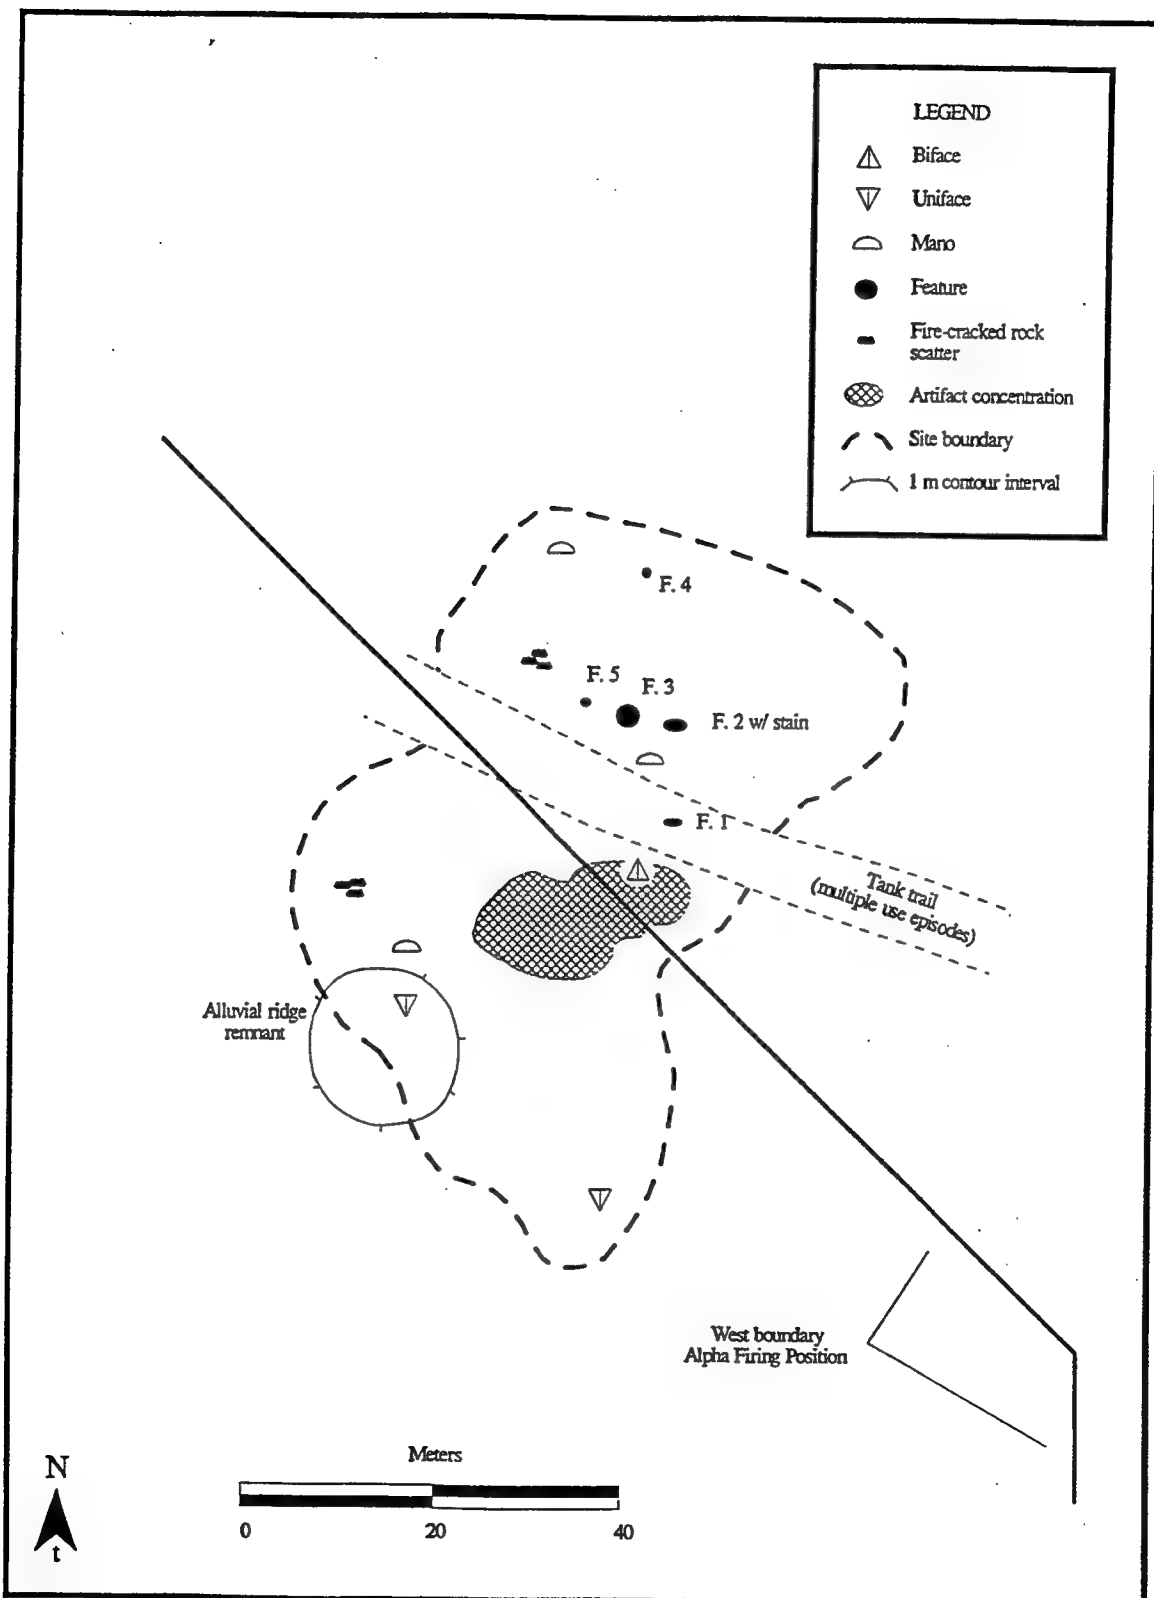 LEGEND
Biface
Uniface
Mano
Feature
Fire-cracked rock
scatter
Artifact concentration
Site boundary
1 m contour interval
F. 4
F. 5
F. 3
F. 2 w/ stain
F. 1
Tank trail
(multiple use episodes)
Alluvial ridge
remnant
West boundary
Alpha Firing Position
Meters
0
20
40
N
t